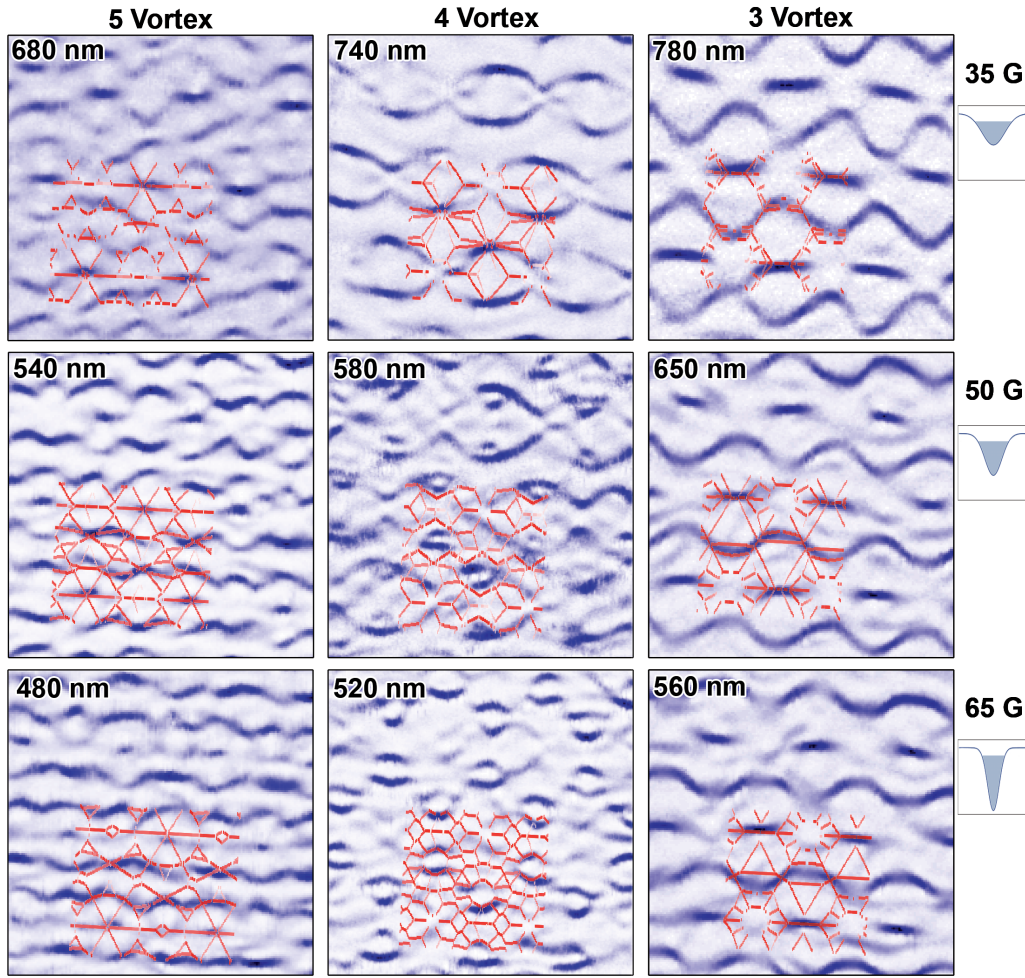 5 Vortex 4 Vortex 3 Vortex
680 nm 740 nm 780 nm
35 G
540 nm 580 nm 650 nm
50 G
480 nm 520 nm 560 nm
65 G